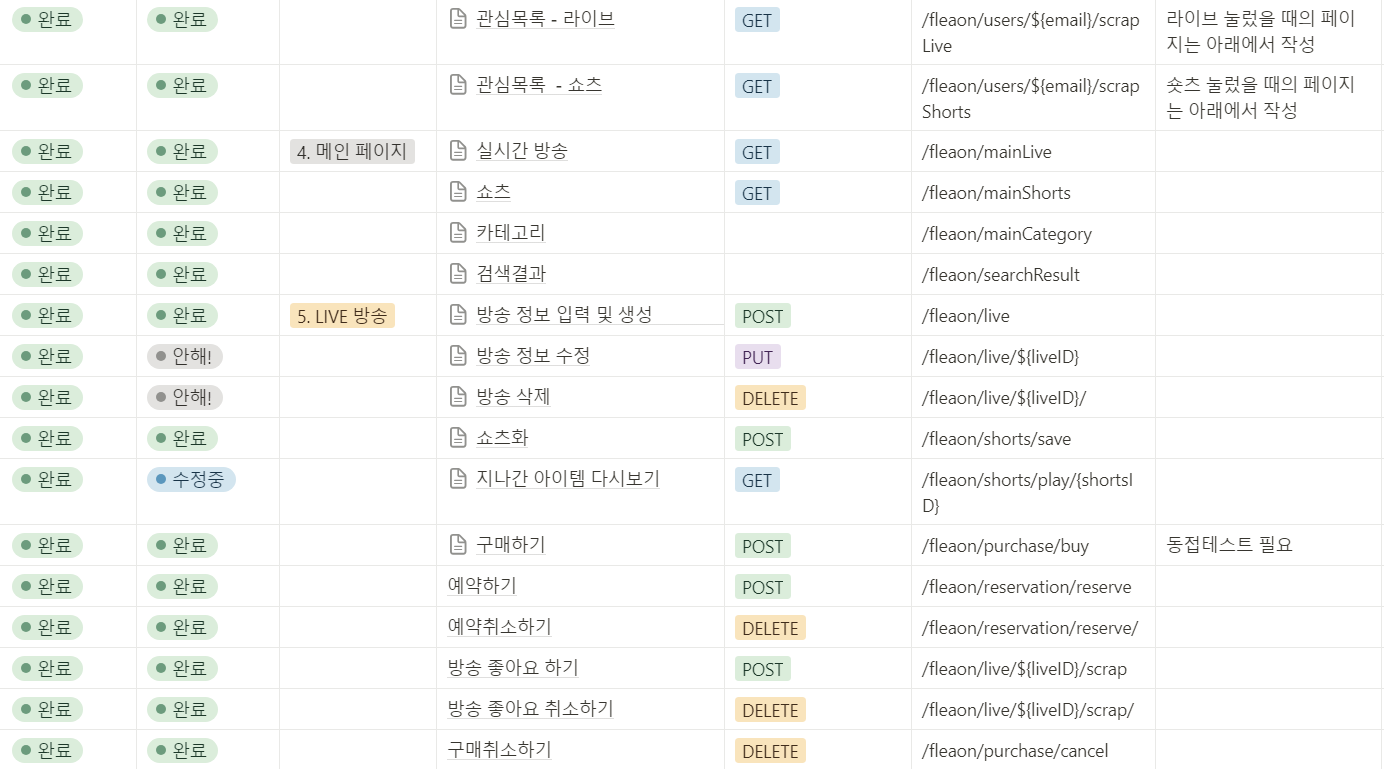 완료 완료 관심목록 - 라이브 GET /fleaon/users/${email}/scrap 라이브 눌렀을 때의 페이
Live 지는 아래에서 작성
완료 완료 관심목록 - 쇼츠 GET /fleaon/users/${email}/scrap 숏츠 눌렀을 때의 페이지
Shorts 는 아래에서 작성
완료 완료 4. 메인 페이지 실시간 방송 GET /fleaon/mainLive
완료 완료 쇼츠 GET /fleaon/mainShorts
완료 완료 카테고리 /fleaon/mainCategory
완료 완료 검색결과 /fleaon/searchResult
완료 완료 5. LIVE 방송 방송 정보 입력 및 생성 POST /fleaon/live
완료 안해! 방송 정보 수정 PUT /fleaon/live/${liveID}
완료 안해! 방송 삭제 DELETE /fleaon/live/${liveID}/
완료 완료 쇼츠화 POST /fleaon/shorts/save
완료 수정중 지나간 아이템 다시보기 GET /fleaon/shorts/play/{shortsI
D}
완료 완료 구매하기 POST /fleaon/purchase/buy 동접테스트 필요
완료 완료 예약하기 POST /fleaon/reservation/reserve
완료 완료 예약취소하기 DELETE /fleaon/reservation/reserve/
완료 완료 방송 좋아요 하기 POST /fleaon/live/${liveID}/scrap
완료 완료 방송 좋아요 취소하기 DELETE /fleaon/live/${liveID}/scrap/
완료 완료 구매취소하기 DELETE /fleaon/purchase/cancel